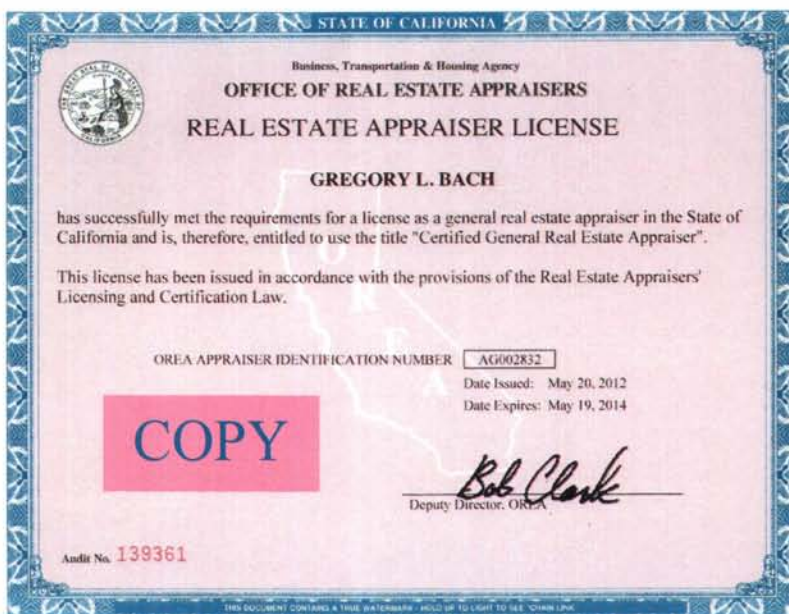 STATE OF CALIFORNIA
Business, Transportation & Housing Agency
OFFICE OF REAL ESTATE APPRAISERS
REAL ESTATE APPRAISER LICENSE
GREGORY L. BACH
has successfully met the requirements for a license as a general real estate appraiser in the State of
California and is, therefore, entitled to use the title "Certified General Real Estate Appraiser".
This license has been issued in accordance with the provisions of the Real Estate Appraisers'
Licensing and Certification Law.
OREA
OREA APPRAISER IDENTIFICATION NUMBER AG002832
Date Issued: May 20, 2012
Date Expires: May 19, 2014
COPY
Bob Clark
Deputy Director, OREA
Audit No. 139361
THIS DOCUMENT CONTAINS A TRUE WATERMARK - HOLD UP TO LIGHT TO SEE "CHAIN LINK